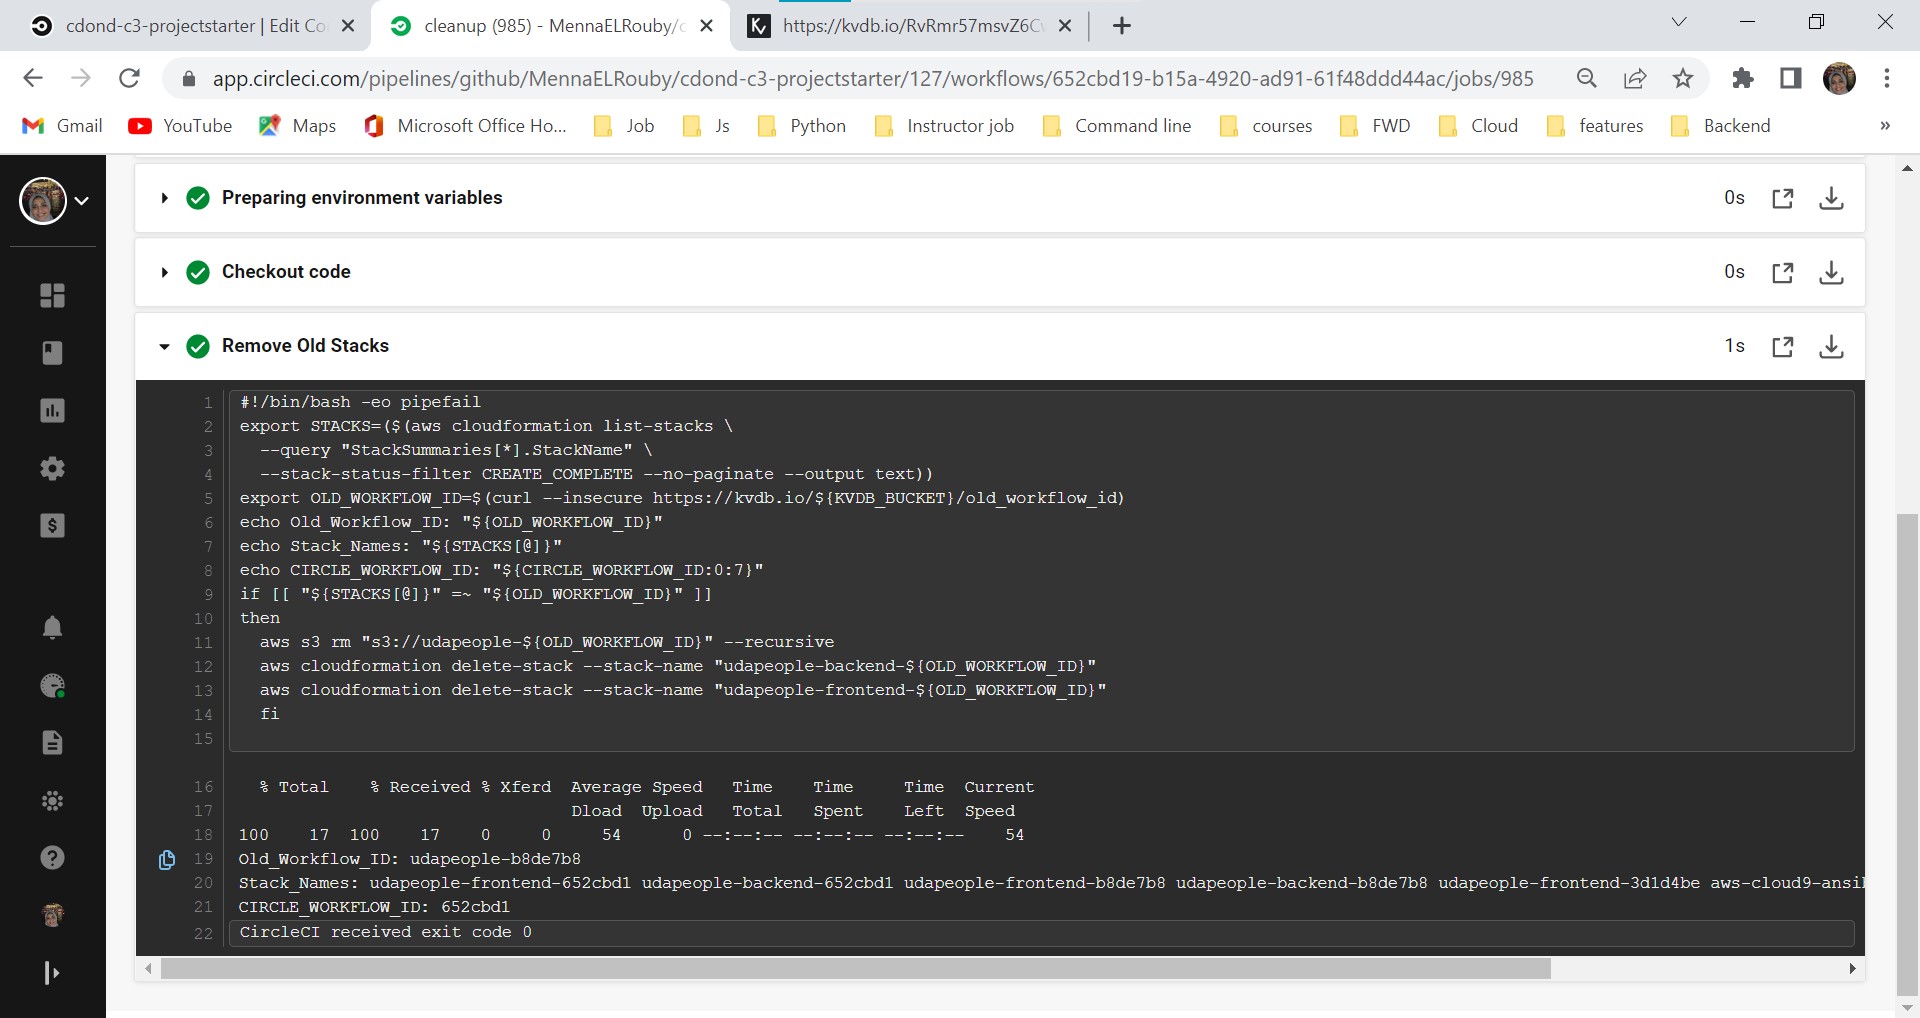 cdond-c3-projectstarter | Edit Co
cleanup (985) - MennaELRouby/c
https://kvdb.io/RvRmr57msvZ6C
app.circleci.com/pipelines/github/MennaELRouby/cdond-c3-projectstarter/127/workflows/652cbd19-b15a-4920-ad91-61f48ddd44ac/jobs/985
Gmail YouTube Maps Microsoft Office Ho... Job Js Python Instructor job Command line courses FWD Cloud features Backend »
Preparing environment variables 0s
Checkout code 0s
Remove Old Stacks 1s
1 #!/bin/bash -eo pipefail
2 export STACKS=($(aws cloudformation list-stacks \
3 --query "StackSummaries[*].StackName" \
4 --stack-status-filter CREATE_COMPLETE --no-paginate --output text))
5 export OLD_WORKFLOW_ID=$(curl --insecure https://kvdb.io/${KVDB_BUCKET}/old_workflow_id)
6 echo Old_Workflow_ID: "${OLD_WORKFLOW_ID}"
7 echo Stack_Names: "${STACKS[@]}"
8 echo CIRCLE_WORKFLOW_ID: "${CIRCLE_WORKFLOW_ID:0:7}"
9 if [[ "${STACKS[@]}" =~ "${OLD_WORKFLOW_ID}" ]]
10 then
11 aws s3 rm "s3://udapeople-${OLD_WORKFLOW_ID}" --recursive
12 aws cloudformation delete-stack --stack-name "udapeople-backend-${OLD_WORKFLOW_ID}"
13 aws cloudformation delete-stack --stack-name "udapeople-frontend-${OLD_WORKFLOW_ID}"
14 fi
15
16 % Total % Received % Xferd Average Speed Time Time Time Current
17 Dload Upload Total Spent Left Speed
18 100 17 100 17 0 0 54 0 --:--:-- --:--:-- --:--:-- 54
19 Old_Workflow_ID: udapeople-b8de7b8
20 Stack_Names: udapeople-frontend-652cbd1 udapeople-backend-652cbd1 udapeople-frontend-b8de7b8 udapeople-backend-b8de7b8 udapeople-frontend-3d1d4be aws-cloud9-ansi
21 CIRCLE_WORKFLOW_ID: 652cbd1
22 CircleCI received exit code 0